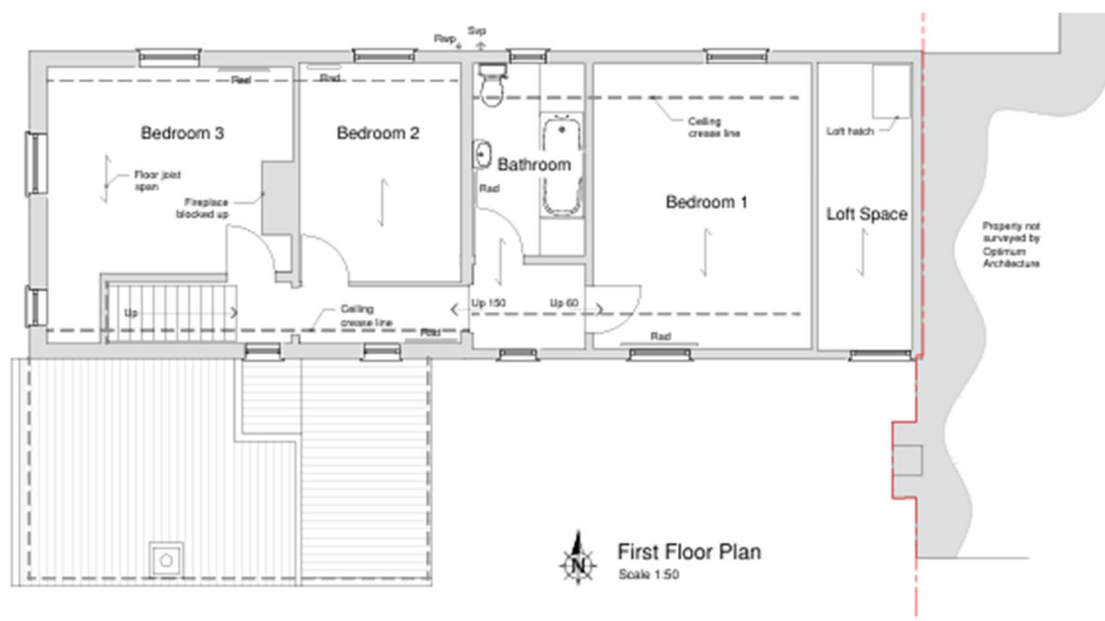 Rwp
Svp
Rad
Rad
Bedroom 3
Bedroom 2
Ceiling
crease line
Loft hatch
Bathroom
Floor joist
span
Fireplace
blocked up
Rad
Bedroom 1
Loft Space
Property not
surveyed by
Optimum
Architecture
Up
Up 150
Up 60
Ceiling
crease line
Rad
Rad
N
First Floor Plan
Scale 1:50